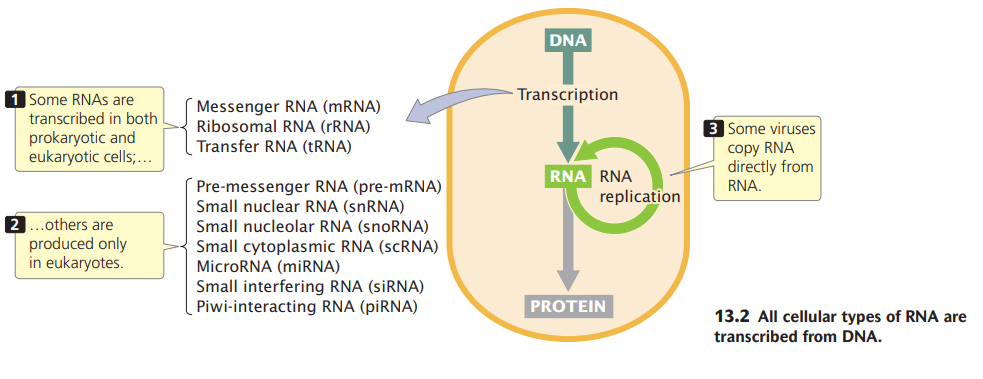 1 Some RNAs are
transcribed in both
prokaryotic and
eukaryotic cells;…
Messenger RNA (mRNA)
Ribosomal RNA (rRNA)
Transfer RNA (tRNA)
2 …others are
produced only
in eukaryotes.
Pre-messenger RNA (pre-mRNA)
Small nuclear RNA (snRNA)
Small nucleolar RNA (snoRNA)
Small cytoplasmic RNA (scRNA)
MicroRNA (miRNA)
Small interfering RNA (siRNA)
Piwi-interacting RNA (piRNA)
DNA
Transcription
RNA
RNA
replication
PROTEIN
3 Some viruses
copy RNA
directly from
RNA.
13.2 All cellular types of RNA are
transcribed from DNA.